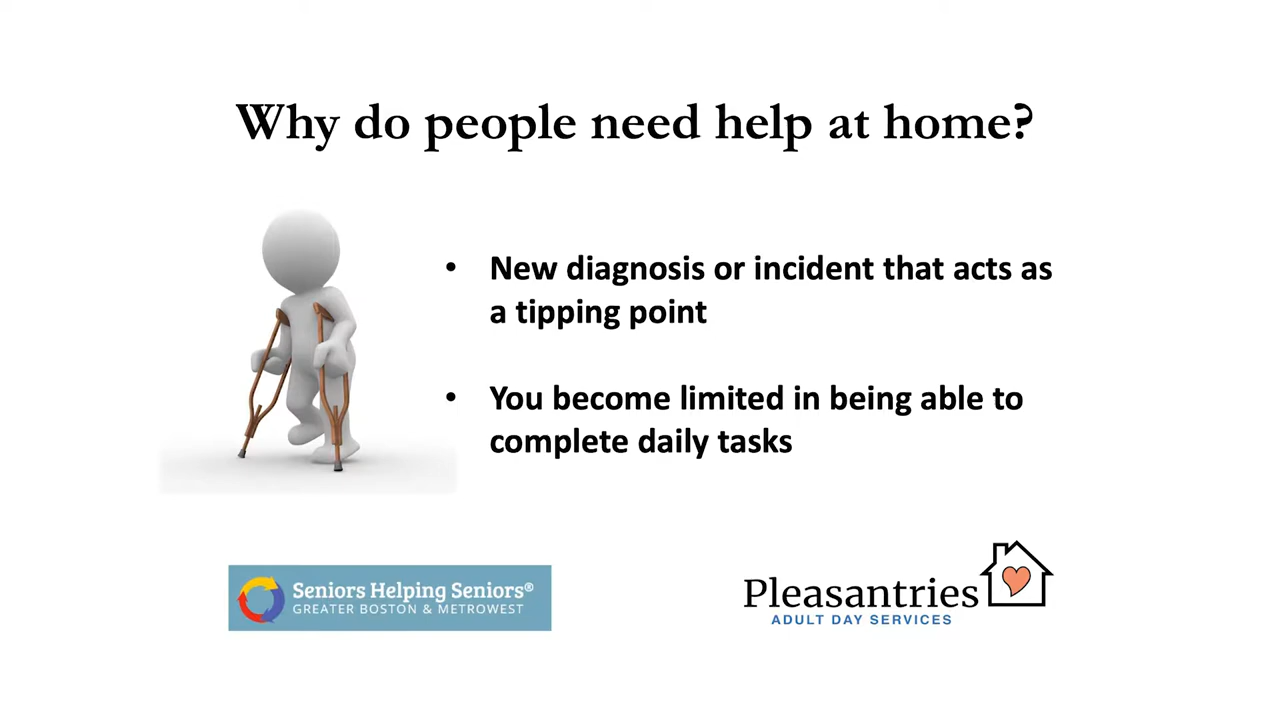 Why do people need help at home?
• New diagnosis or incident that acts as
a tipping point
• You become limited in being able to
complete daily tasks
Seniors Helping Seniors®
GREATER BOSTON & METROWEST
Pleasantries
ADULT DAY SERVICES